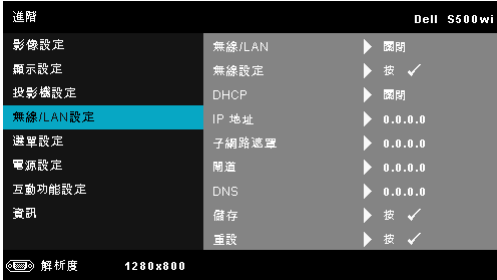 進階 Dell S500wi
影像設定
顯示設定
投影機設定
無線/LAN設定
選單設定
電源設定
互動功能設定
資訊
無線/LAN 關閉
無線設定 按 ✓
DHCP 關閉
IP 地址 0.0.0.0
子網路遮罩 0.0.0.0
閘道 0.0.0.0
DNS 0.0.0.0
儲存 按 ✓
重設 按 ✓
解析度 1280x800